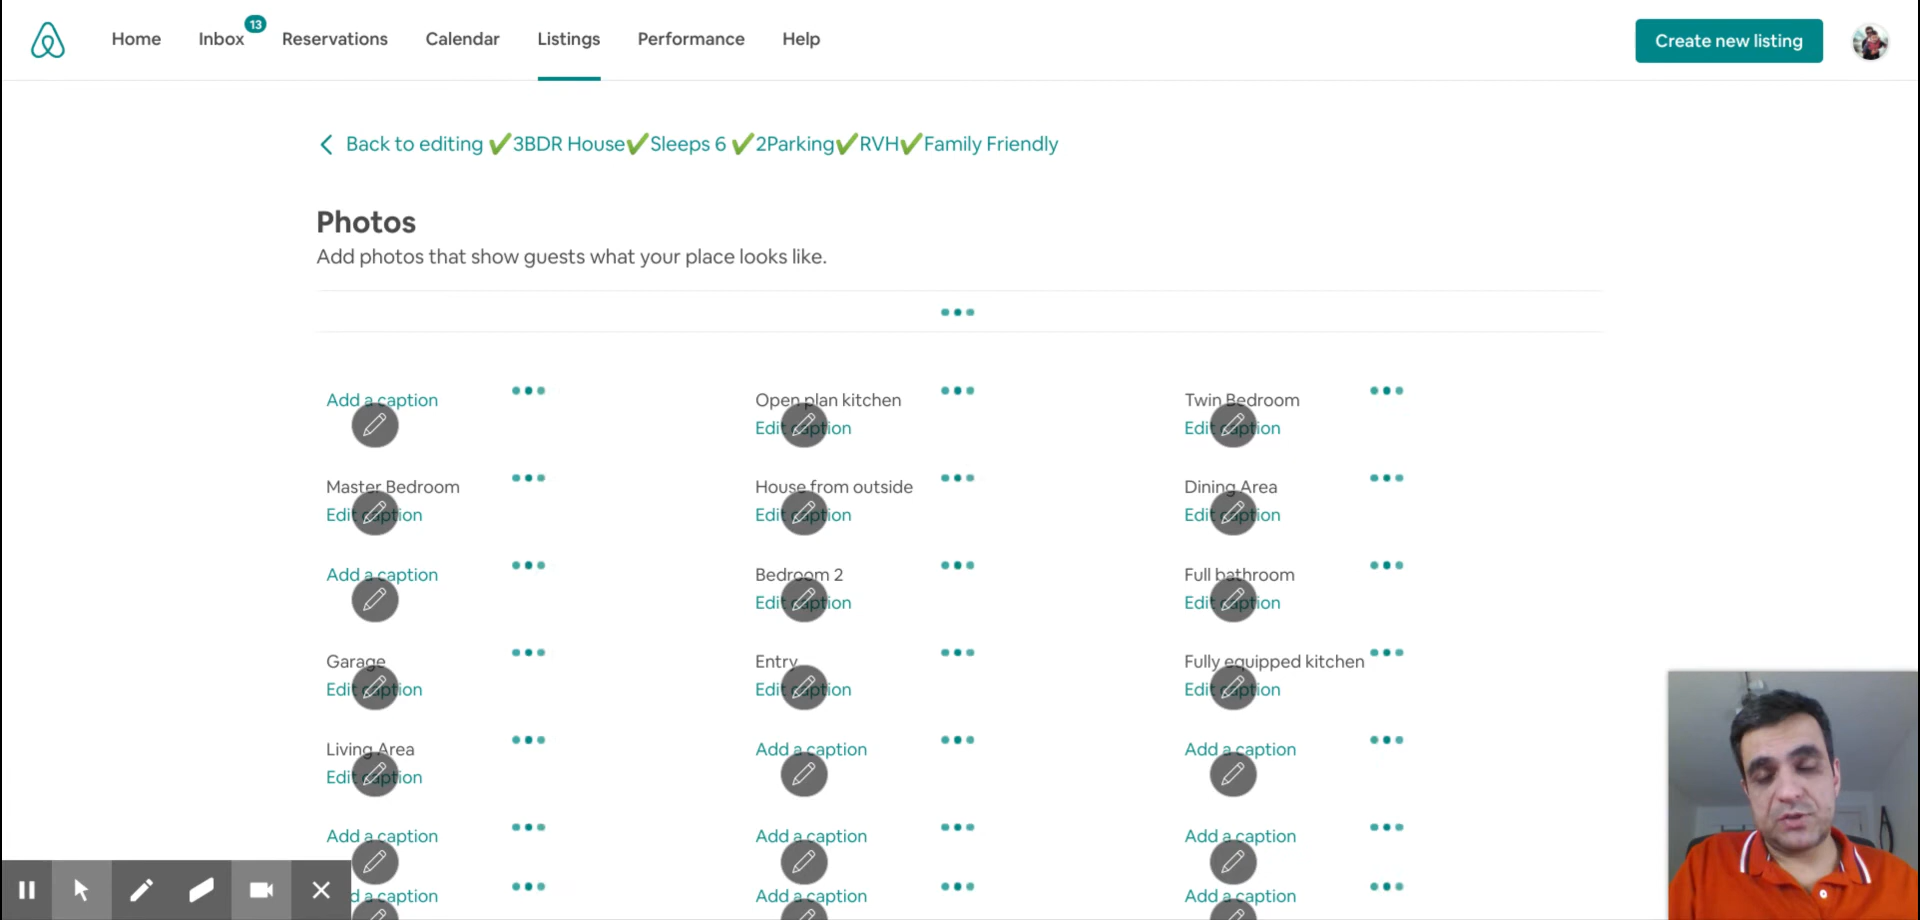 Home
Inbox
13
Reservations
Calendar
Listings
Performance
Help
Create new listing
Back to editing ✔3BDR House✔Sleeps 6 ✔2Parking✔RVH✔Family Friendly
Photos
Add photos that show guests what your place looks like.
Add a caption
Open plan kitchen
Edit caption
Twin Bedroom
Edit caption
Master Bedroom
Edit caption
House from outside
Edit caption
Dining Area
Edit caption
Add a caption
Bedroom 2
Edit caption
Full bathroom
Edit caption
Garage
Edit caption
Entry
Edit caption
Fully equipped kitchen
Edit caption
Living Area
Edit caption
Add a caption
Add a caption
Add a caption
Add a caption
Add a caption
d a caption
Add a caption
Add a caption